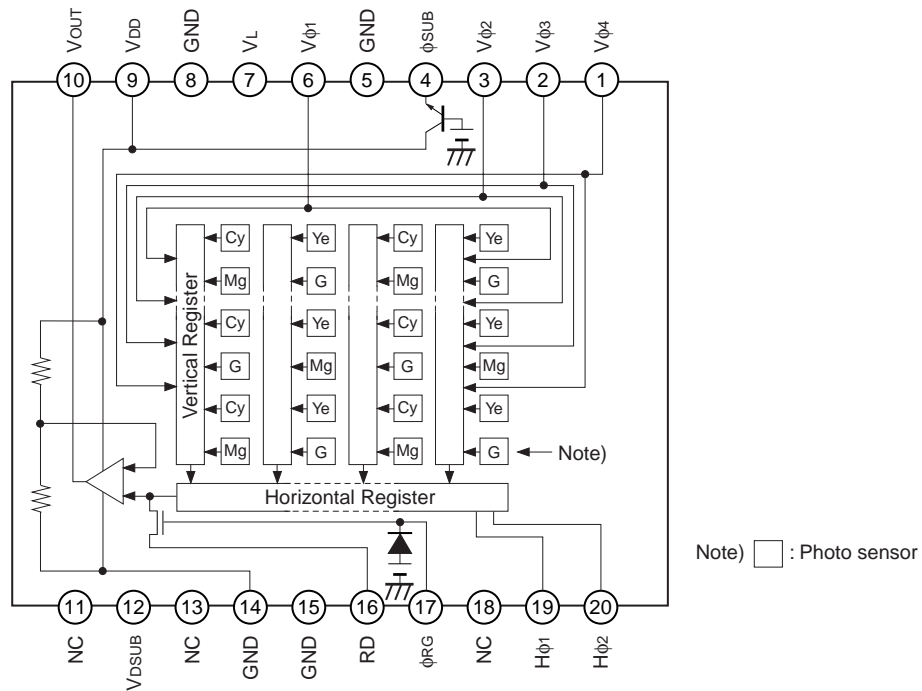 VOUT VDD GND VL Vϕ1 GND ϕSUB Vϕ2 Vϕ3 Vϕ4
10 9 8 7 6 5 4 3 2 1
Cy Ye Cy Ye
Mg G Mg G
Cy Ye Cy Ye
G Mg G Mg
Cy Ye Cy Ye
Mg G Mg G
Vertical Register
Note)
Horizontal Register
Note) : Photo sensor
11 12 13 14 15 16 17 18 19 20
NC VDSUB NC GND GND RD ϕRG NC Hϕ1 Hϕ2